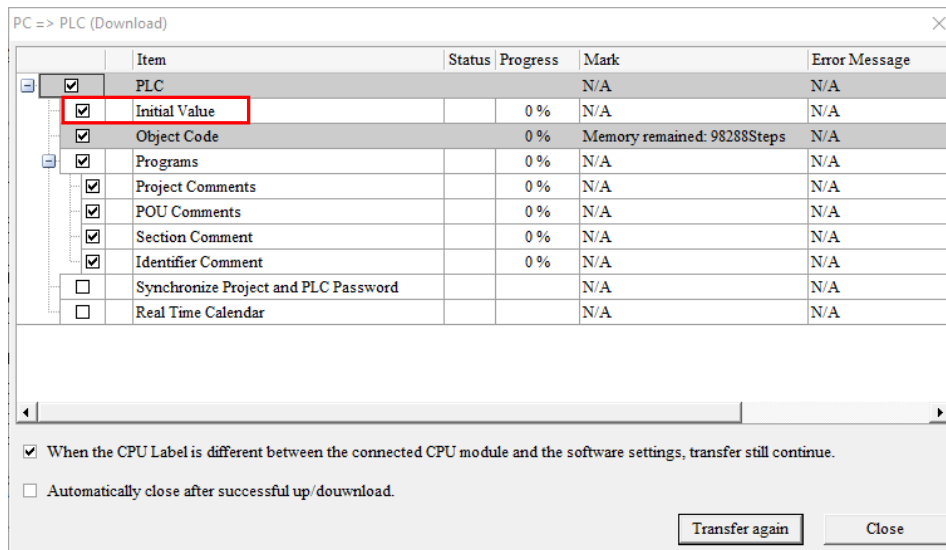 PC => PLC (Download)
Item Status Progress Mark Error Message
PLC N/A N/A
Initial Value 0 % N/A N/A
Object Code 0 % Memory remained: 98288Steps N/A
Programs 0 % N/A N/A
Project Comments 0 % N/A N/A
POU Comments 0 % N/A N/A
Section Comment 0 % N/A N/A
Identifier Comment 0 % N/A N/A
Synchronize Project and PLC Password N/A N/A
Real Time Calendar N/A N/A
When the CPU Label is different between the connected CPU module and the software settings, transfer still continue.
Automatically close after successful up/douwnload.
Transfer again Close